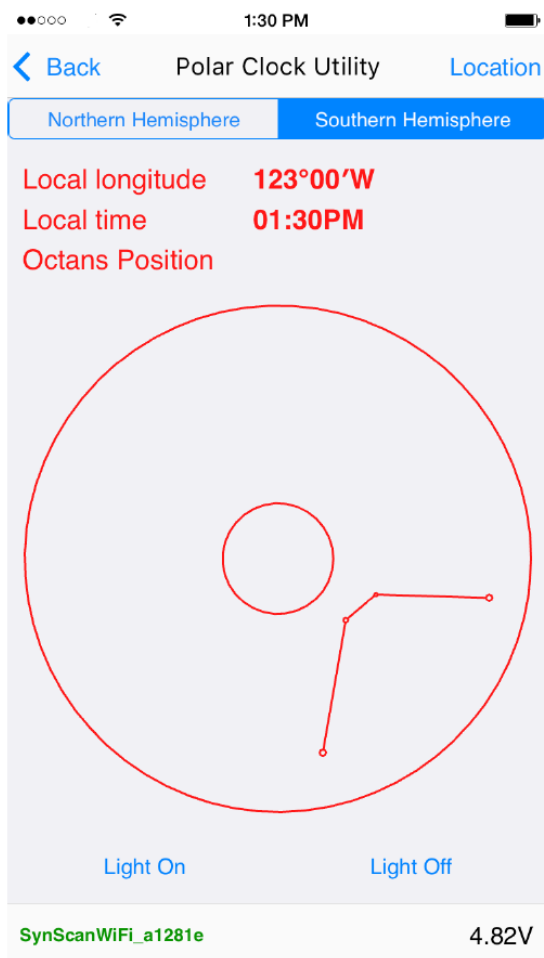 1:30 PM
Back Polar Clock Utility Location
Northern Hemisphere Southern Hemisphere
Local longitude 123°00′W
Local time 01:30PM
Octans Position
Light On Light Off
SynScanWiFi_a1281e 4.82V